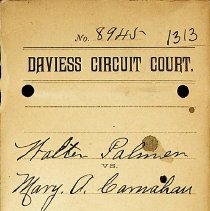 No. 8945 1313
DAVIESS CIRCUIT COURT.
Walter Palmer
VS.
Mary. A. Carnahan